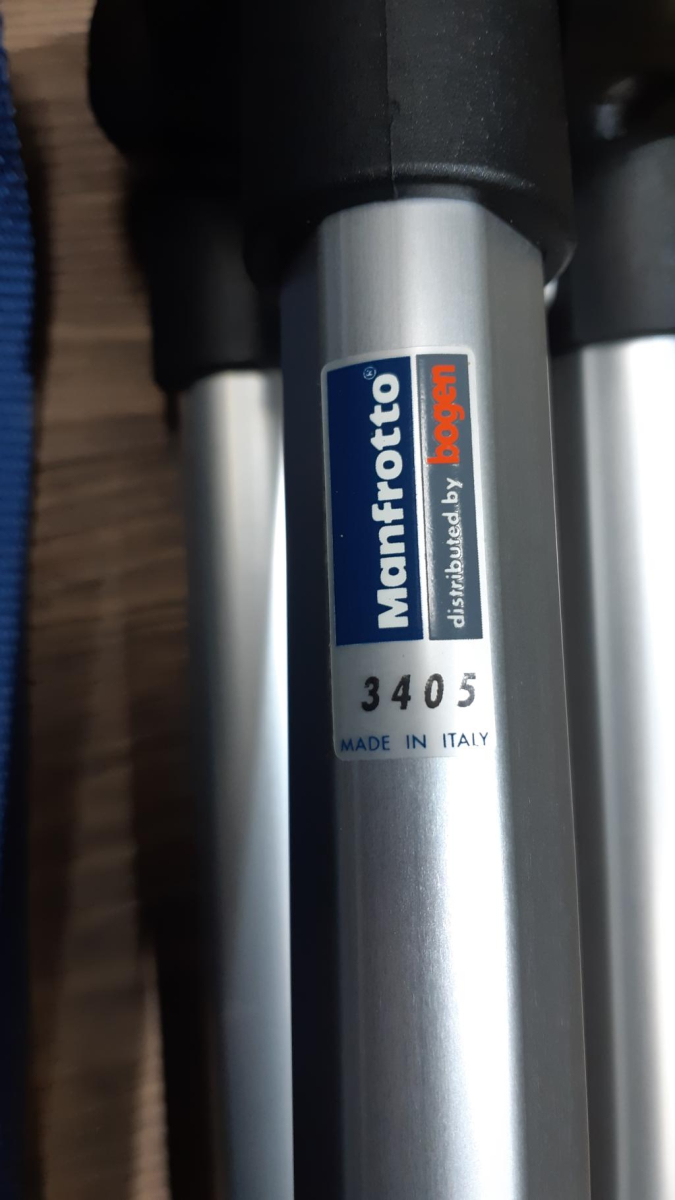 Manfrotto®
distributed by bogen
3405
MADE IN ITALY